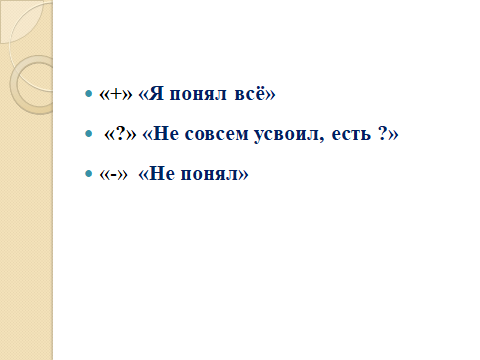 • «+» «Я понял всё»
• «?» «Не совсем усвоил, есть ?»
• «-» «Не понял»